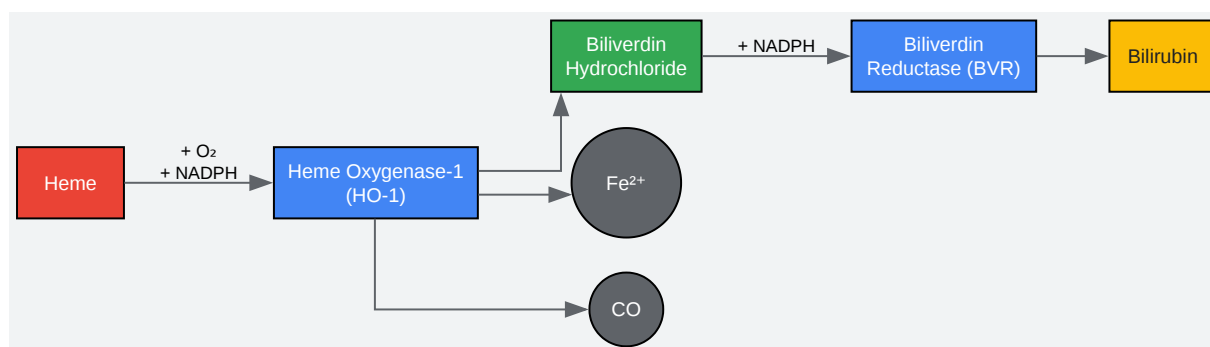 Biliverdin
Hydrochloride
+ NADPH
Biliverdin
Reductase (BVR)
Bilirubin
Heme
+ O₂
+ NADPH
Heme Oxygenase-1
(HO-1)
Fe²⁺
CO